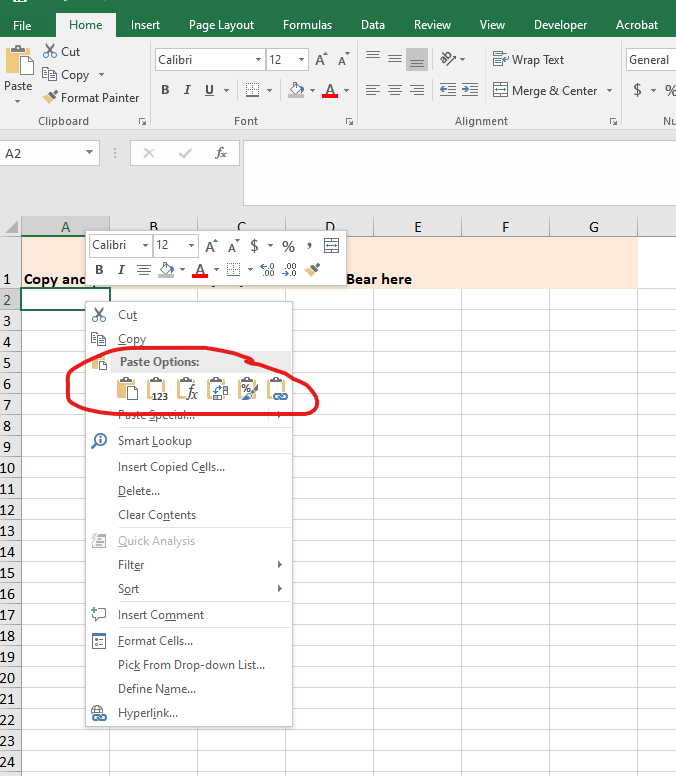 File Home Insert Page Layout Formulas Data Review View Developer Acrobat
Paste
Cut
Copy
Format Painter
Clipboard
Calibri 12 A A
B I U A
Font
Wrap Text
Merge & Center
Alignment
General
$ %
A2 fx
A B C D E F G
Calibri 12 A A $ % ,
B I A .00 .0
1 Copy and Bear here
2
3
4
5
6
7
8
9
10
11
12
13
14
15
16
17
18
19
20
21
22
23
24
Cut
Copy
Paste Options:
123 fx %
Paste Special...
Smart Lookup
Insert Copied Cells...
Delete...
Clear Contents
Quick Analysis
Filter
Sort
Insert Comment
Format Cells...
Pick From Drop-down List...
Define Name...
Hyperlink...